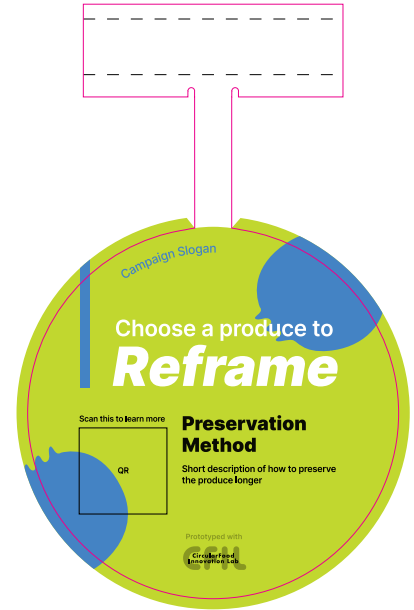 Campaign Slogan
Choose a produce to
Reframe
Scan this to learn more
QR
Preservation
Method
Short description of how to preserve
the produce longer
Prototyped with
CFIL
CircularFood
Innovation Lab